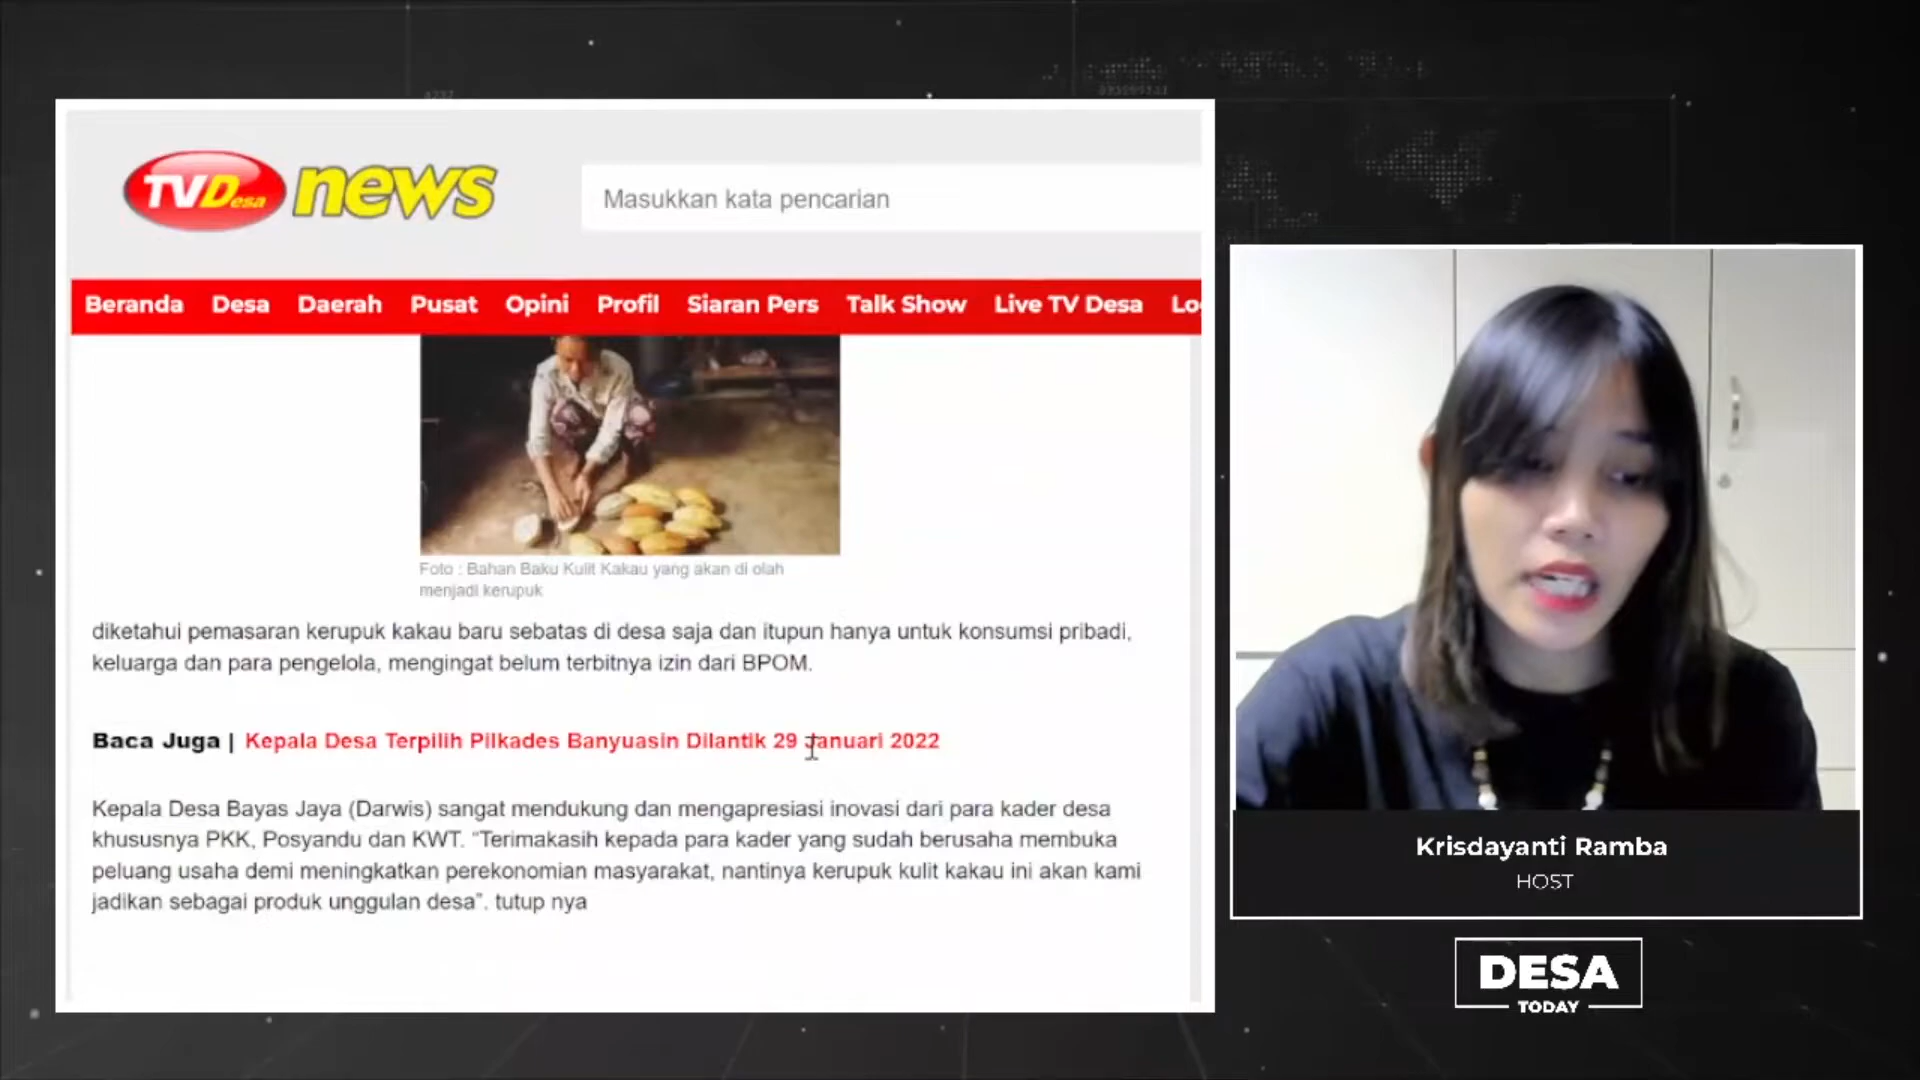 TVDesa news
Masukkan kata pencarian
Beranda Desa Daerah Pusat Opini Profil Siaran Pers Talk Show Live TV Desa
Foto : Bahan Baku Kulit Kakau yang akan di olah
menjadi kerupuk
diketahui pemasaran kerupuk kakau baru sebatas di desa saja dan itupun hanya untuk konsumsi pribadi,
keluarga dan para pengelola, mengingat belum terbitnya izin dari BPOM.
Baca Juga | Kepala Desa Terpilih Pilkades Banyuasin Dilantik 29 Januari 2022
Kepala Desa Bayas Jaya (Darwis) sangat mendukung dan mengapresiasi inovasi dari para kader desa
khususnya PKK, Posyandu dan KWT. “Terimakasih kepada para kader yang sudah berusaha membuka
peluang usaha demi meningkatkan perekonomian masyarakat, nantinya kerupuk kulit kakau ini akan kami
jadikan sebagai produk unggulan desa”. tutup nya
Krisdayanti Ramba
HOST
DESA
TODAY